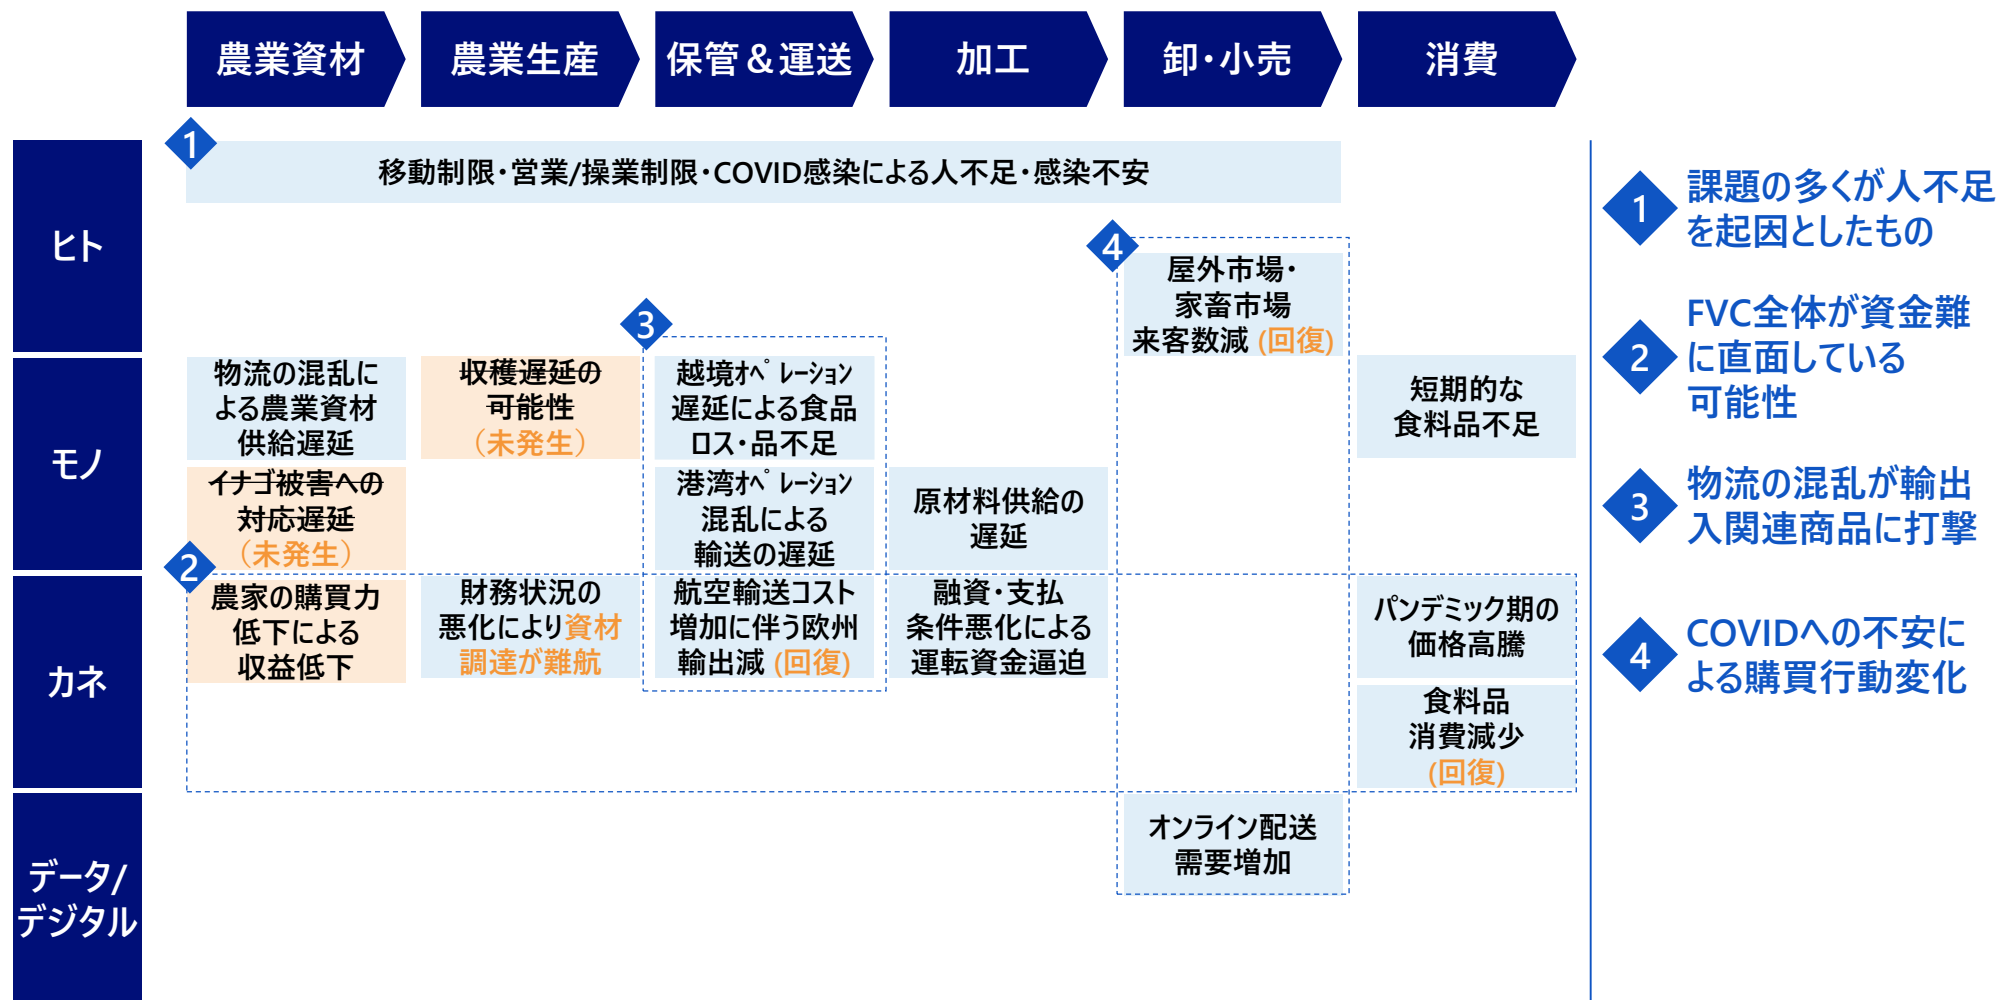 農業資材
農業生産
保管＆運送
加工
卸・小売
消費
ヒト
1
移動制限・営業/操業制限・COVID感染による人不足・感染不安
4
屋外市場・
家畜市場
来客数減 (回復)
モノ
物流の混乱に
よる農業資材
供給遅延
イナゴ被害への
対応遅延
（未発生）
収穫遅延の
可能性
（未発生）
3
越境ｵﾍﾟﾚｰｼｮﾝ
遅延による食品
ロス・品不足
港湾ｵﾍﾟﾚｰｼｮﾝ
混乱による
輸送の遅延
原材料供給の
遅延
短期的な
食料品不足
カネ
2
農家の購買力
低下による
収益低下
財務状況の
悪化により資材
調達が難航
航空輸送コスト
増加に伴う欧州
輸出減 (回復)
融資・支払
条件悪化による
運転資金逼迫
パンデミック期の
価格高騰
食料品
消費減少
(回復)
データ/
デジタル
オンライン配送
需要増加
1
課題の多くが人不足
を起因としたもの
2
FVC全体が資金難
に直面している
可能性
3
物流の混乱が輸出
入関連商品に打撃
4
COVIDへの不安に
よる購買行動変化